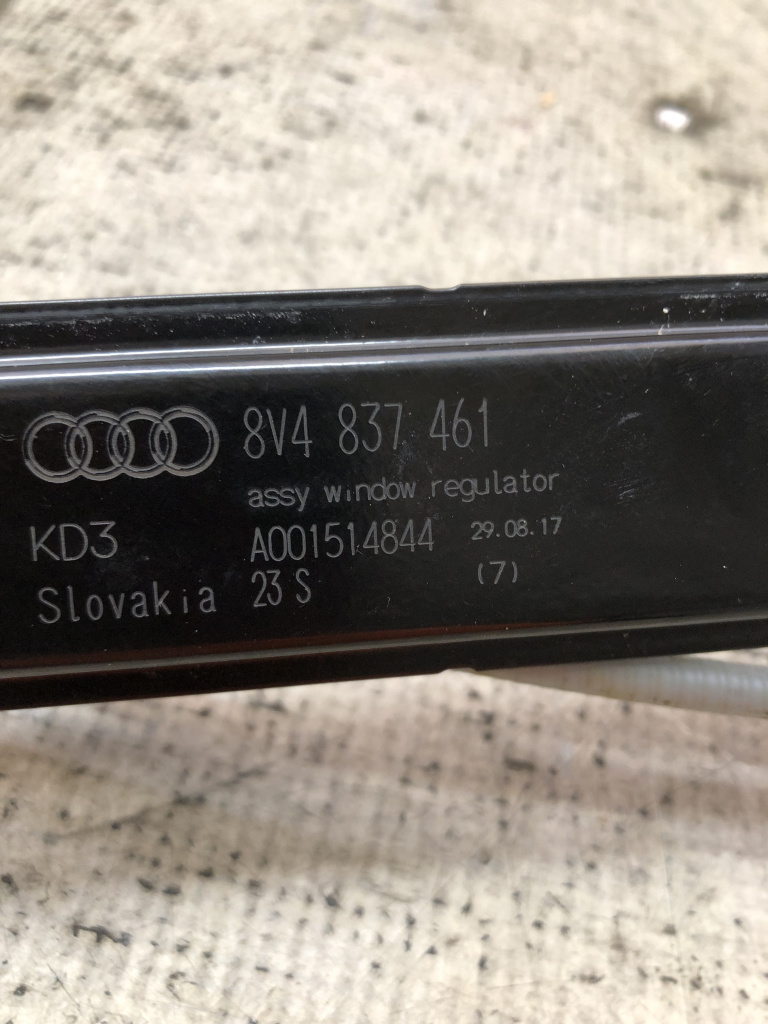 8V4 837 461
assy window regulator
KD3 A001514844 29.08.17
Slovakia 23 S (7)